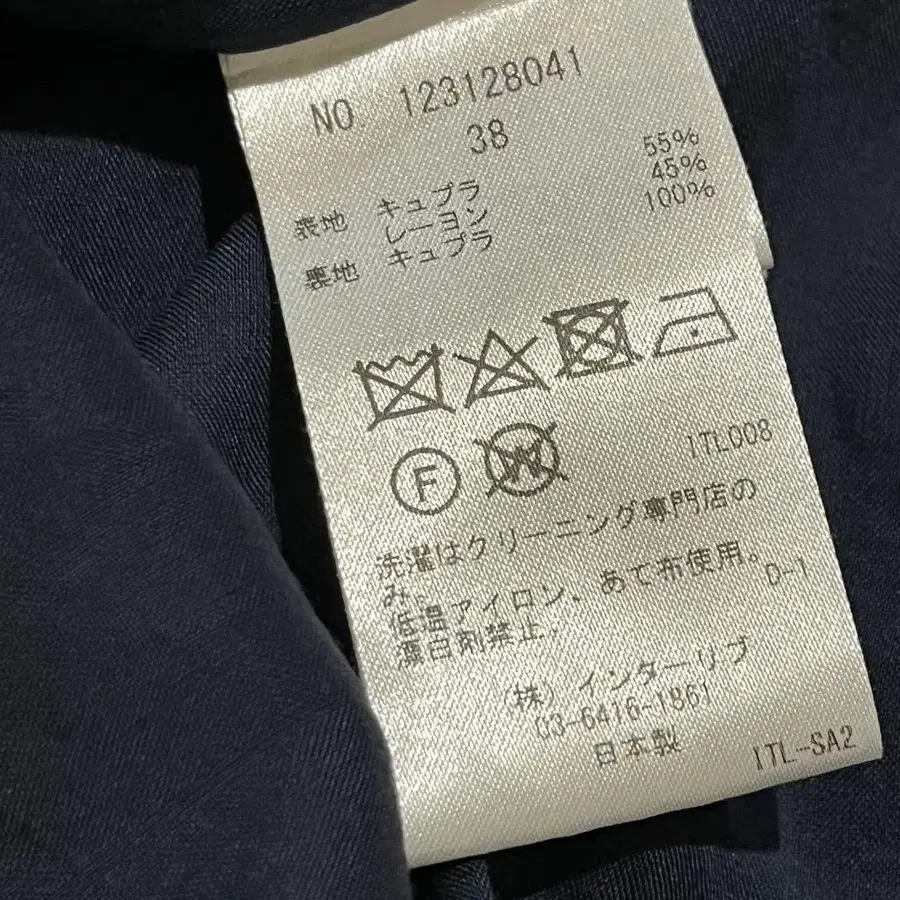 NO 123128041
38
表地 キュプラ 55%
レーヨン 45%
裏地 キュプラ 100%
F W
ITL008
洗濯はクリーニング専門店の
み。
低温アイロン、あて布使用。
漂白剤禁止。
D-1
(株)インターリブ
03-6416-1861
日本製
ITL-SA2